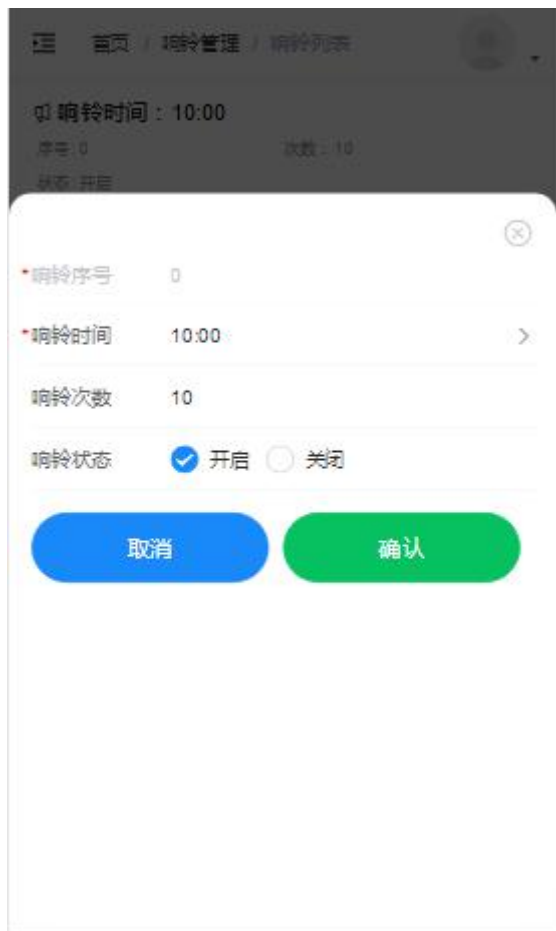 首页 / 响铃管理 / 响铃列表
响铃时间：10:00
序号:0 次数：10
状态:开启
*响铃序号 0
*响铃时间 10:00
响铃次数 10
响铃状态 开启 关闭
取消 确认